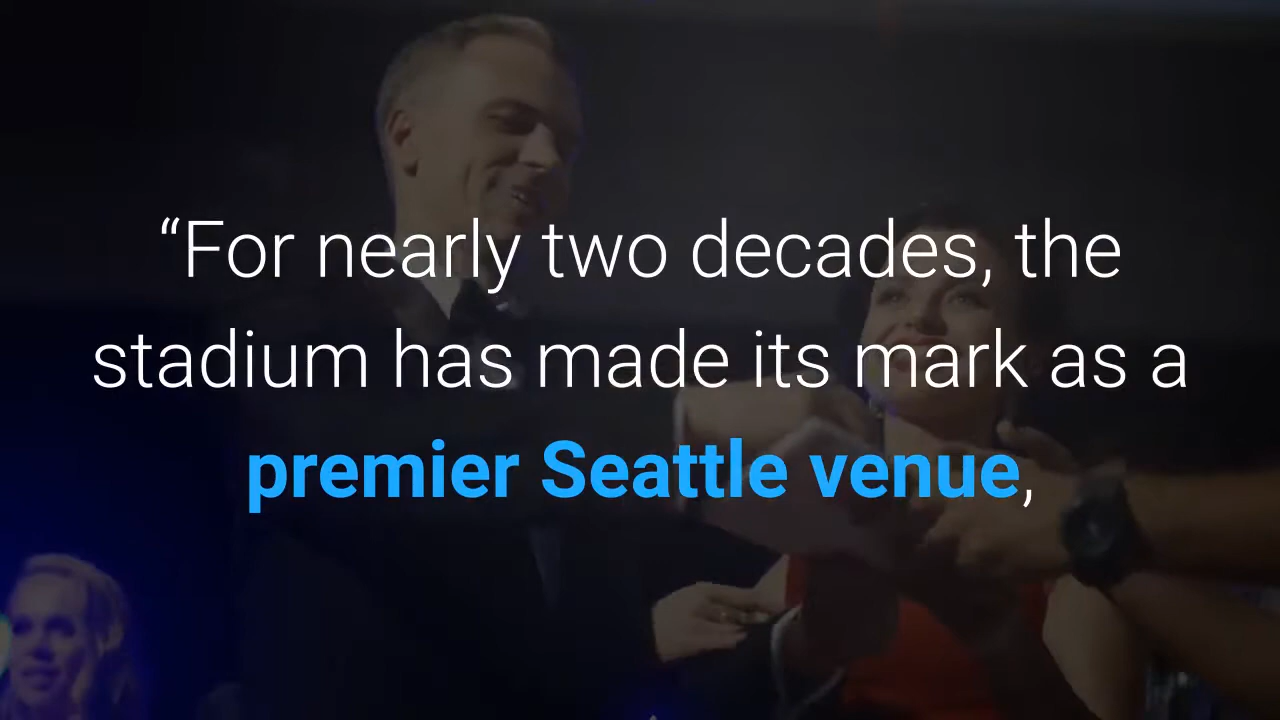 “For nearly two decades, the
stadium has made its mark as a
premier Seattle venue,